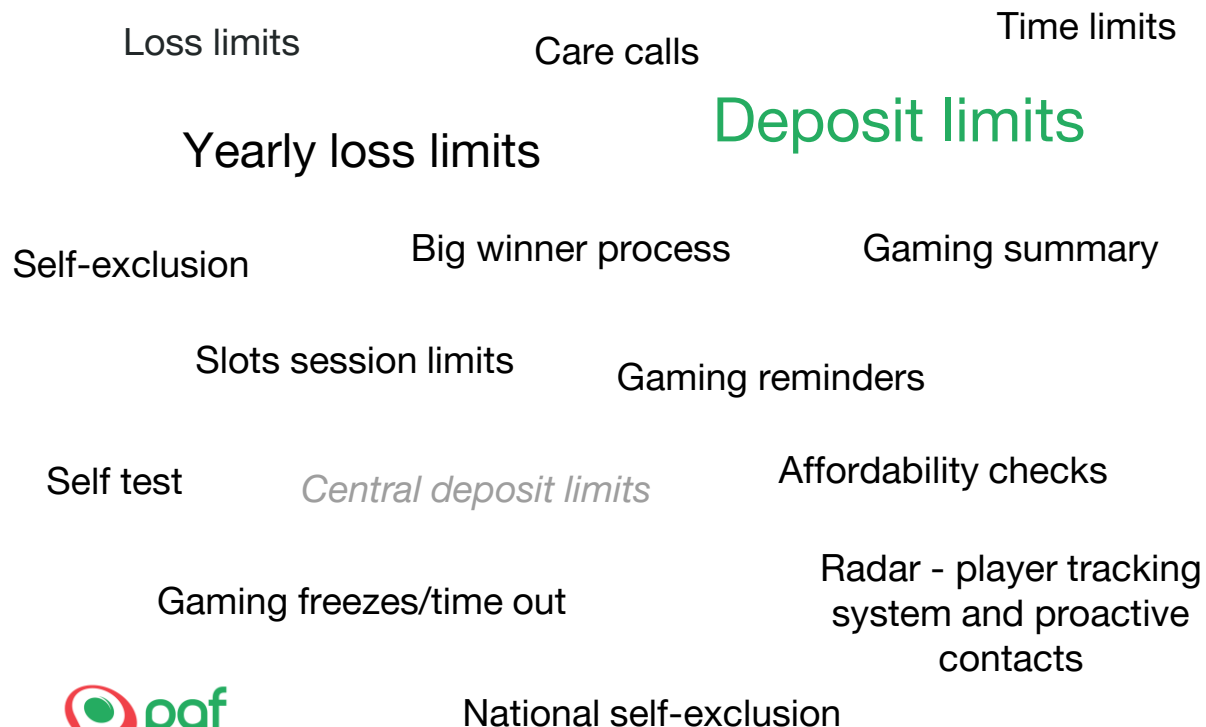 Loss limits
Care calls
Time limits
Deposit limits
Yearly loss limits
Self-exclusion
Big winner process
Gaming summary
Slots session limits
Gaming reminders
Self test
Central deposit limits
Affordability checks
Gaming freezes/time out
Radar - player tracking
system and proactive
contacts
paf
National self-exclusion